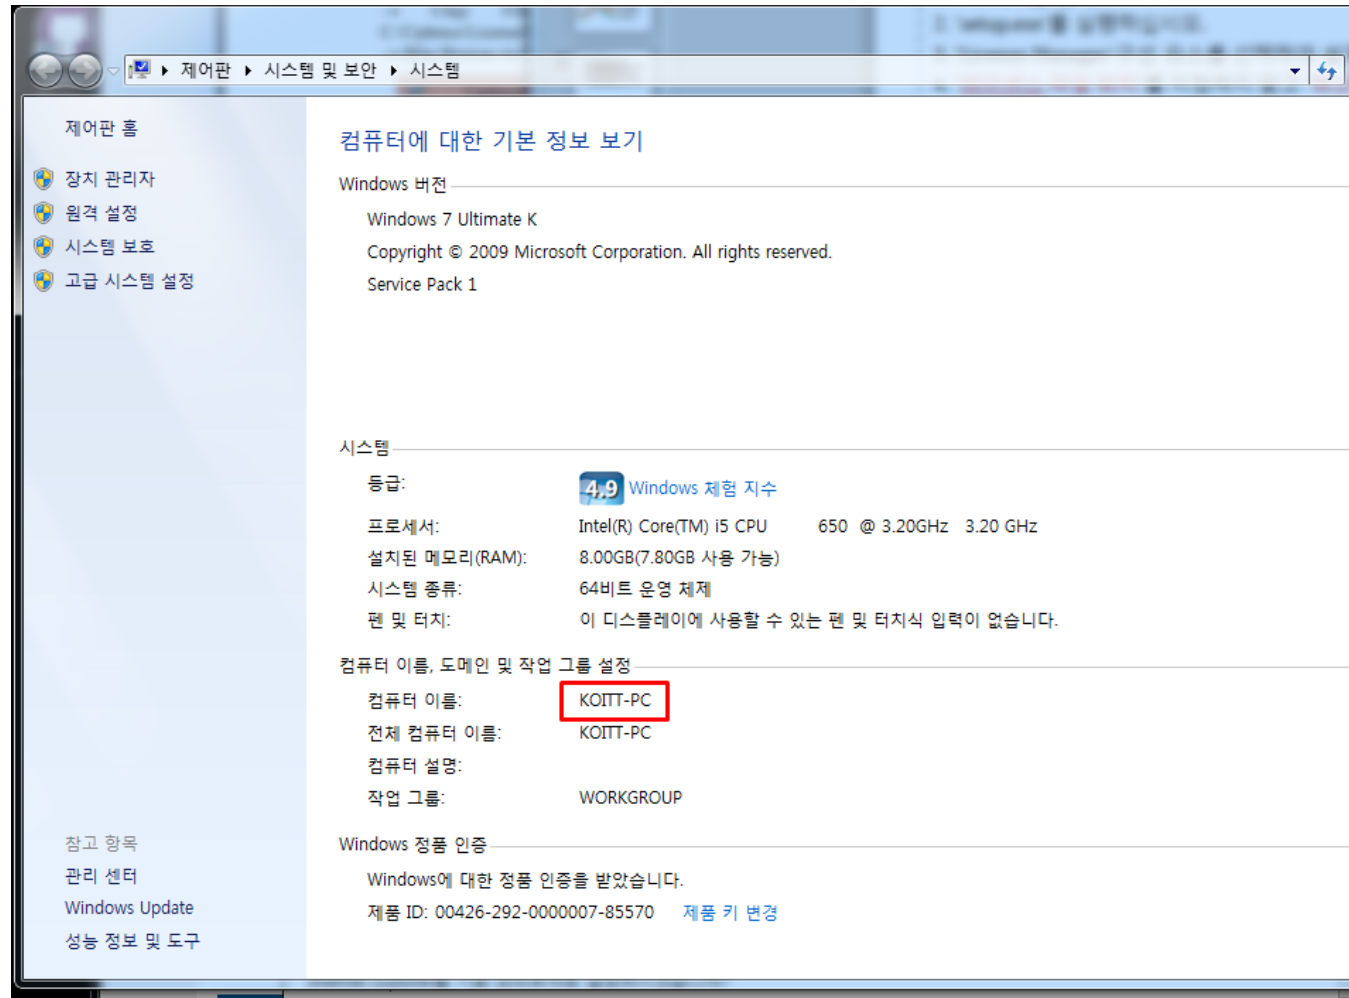 제어판 ▸ 시스템 및 보안 ▸ 시스템
제어판 홈
장치 관리자
원격 설정
시스템 보호
고급 시스템 설정
컴퓨터에 대한 기본 정보 보기
Windows 버전
Windows 7 Ultimate K
Copyright © 2009 Microsoft Corporation. All rights reserved.
Service Pack 1
시스템
등급: 4.9 Windows 체험 지수
프로세서: Intel(R) Core(TM) i5 CPU 650 @ 3.20GHz 3.20 GHz
설치된 메모리(RAM): 8.00GB(7.80GB 사용 가능)
시스템 종류: 64비트 운영 체제
펜 및 터치: 이 디스플레이에 사용할 수 있는 펜 및 터치식 입력이 없습니다.
컴퓨터 이름, 도메인 및 작업 그룹 설정
컴퓨터 이름: KOITT-PC
전체 컴퓨터 이름: KOITT-PC
컴퓨터 설명:
작업 그룹: WORKGROUP
Windows 정품 인증
Windows에 대한 정품 인증을 받았습니다.
제품 ID: 00426-292-0000007-85570 제품 키 변경
참고 항목
관리 센터
Windows Update
성능 정보 및 도구